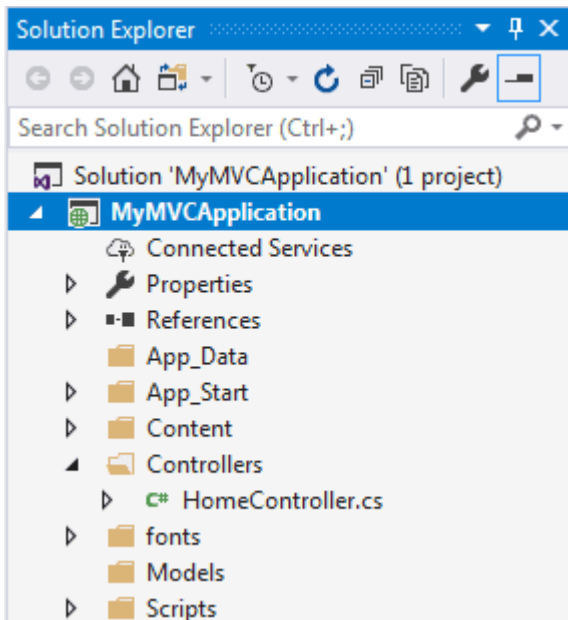 Solution Explorer
Search Solution Explorer (Ctrl+;)
Solution 'MyMVCApplication' (1 project)
MyMVCApplication
Connected Services
Properties
References
App_Data
App_Start
Content
Controllers
C# HomeController.cs
fonts
Models
Scripts